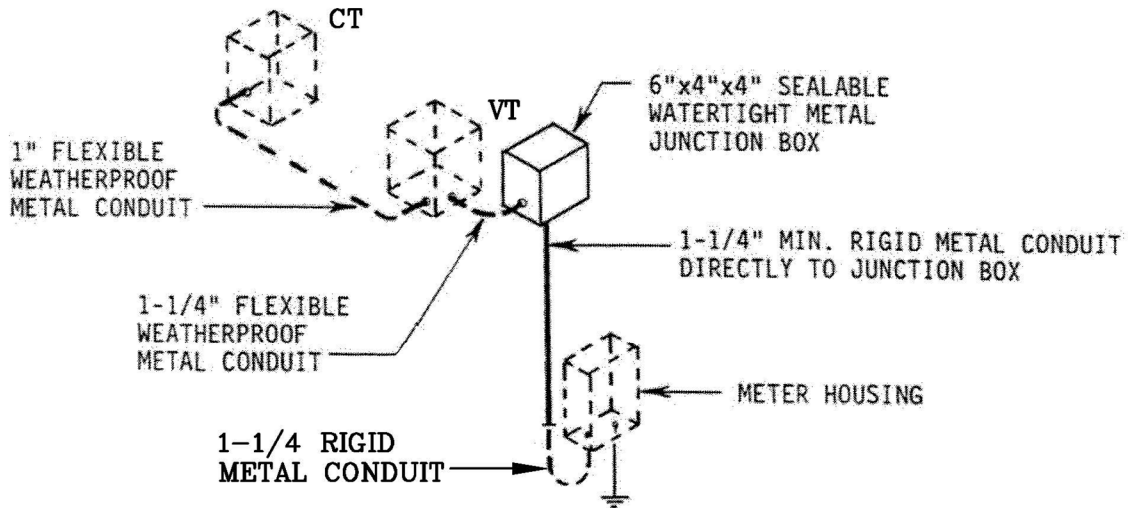 CT
6"x4"x4" SEALABLE
WATERTIGHT METAL
JUNCTION BOX
VT
1" FLEXIBLE
WEATHERPROOF
METAL CONDUIT
1-1/4" MIN. RIGID METAL CONDUIT
DIRECTLY TO JUNCTION BOX
1-1/4" FLEXIBLE
WEATHERPROOF
METAL CONDUIT
METER HOUSING
1-1/4 RIGID
METAL CONDUIT